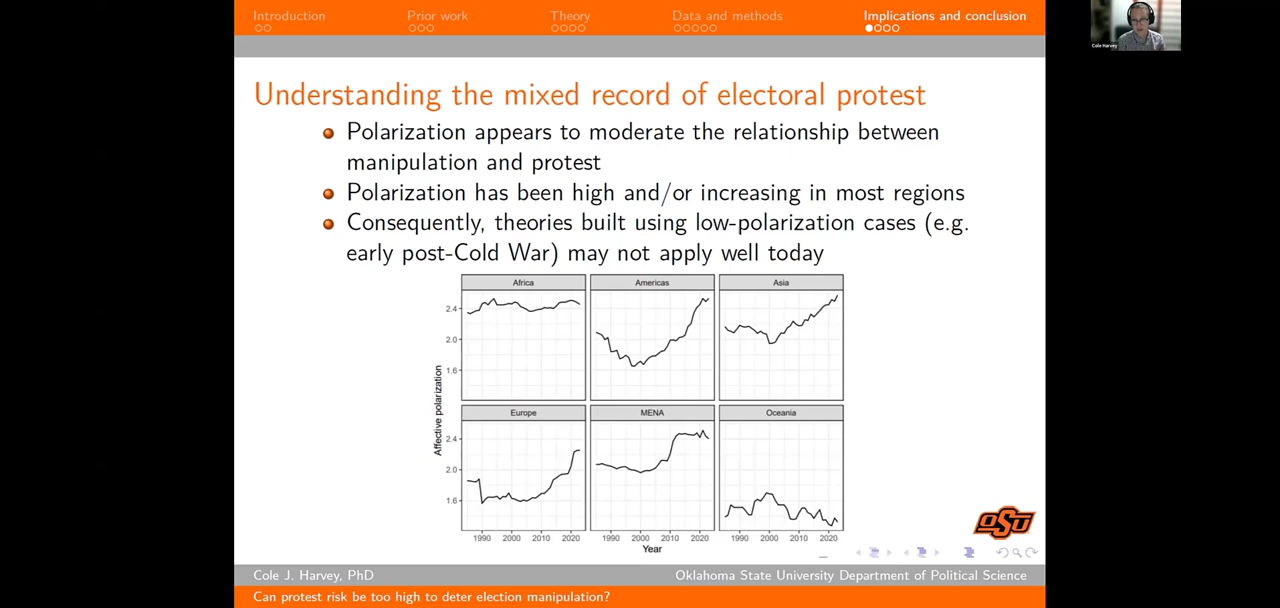 Introduction
Prior work
Theory
Data and methods
Implications and conclusion
Cole Harvey
Understanding the mixed record of electoral protest
Polarization appears to moderate the relationship between
manipulation and protest
Polarization has been high and/or increasing in most regions
Consequently, theories built using low-polarization cases (e.g.
early post-Cold War) may not apply well today
Africa
Americas
Asia
2.4
2.0
1.6
Affective polarization
Europe
MENA
Oceania
2.4
2.0
1.6
1990 2000 2010 2020
1990 2000 2010 2020
1990 2000 2010 2020
Year
OSU
Cole J. Harvey, PhD
Oklahoma State University Department of Political Science
Can protest risk be too high to deter election manipulation?